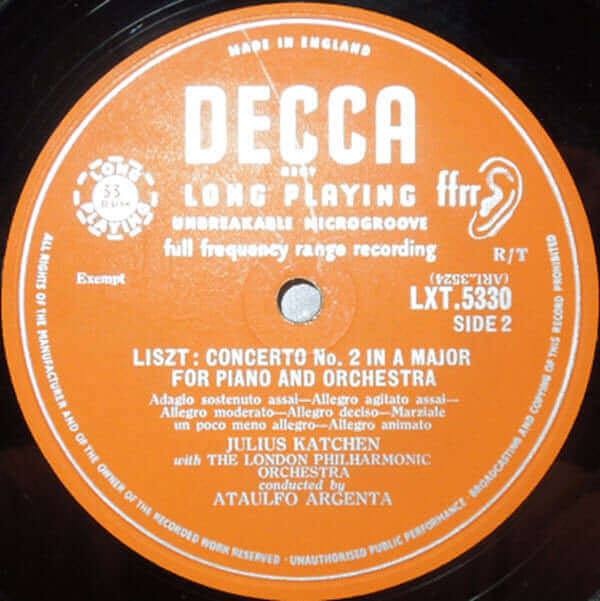 MADE IN ENGLAND
DECCA
REGD
LONG PLAYING
UNBREAKABLE MICROGROOVE
full frequency range recording
LONG
33
PLAYING
ffrr
R/T
Exempt
(ARL.3524)
LXT.5330
SIDE 2
LISZT: CONCERTO No. 2 IN A MAJOR
FOR PIANO AND ORCHESTRA
Adagio sostenuto assai—Allegro agitato assai—
Allegro moderato—Allegro deciso—Marziale
un poco meno allegro—Allegro animato
JULIUS KATCHEN
with THE LONDON PHILHARMONIC
ORCHESTRA
conducted by
ATAULFO ARGENTA
ALL RIGHTS OF THE MANUFACTURER AND OF THE OWNER OF THE RECORDED WORK RESERVED · UNAUTHORISED PUBLIC PERFORMANCE · BROADCASTING AND COPYING OF THIS RECORD PROHIBITED